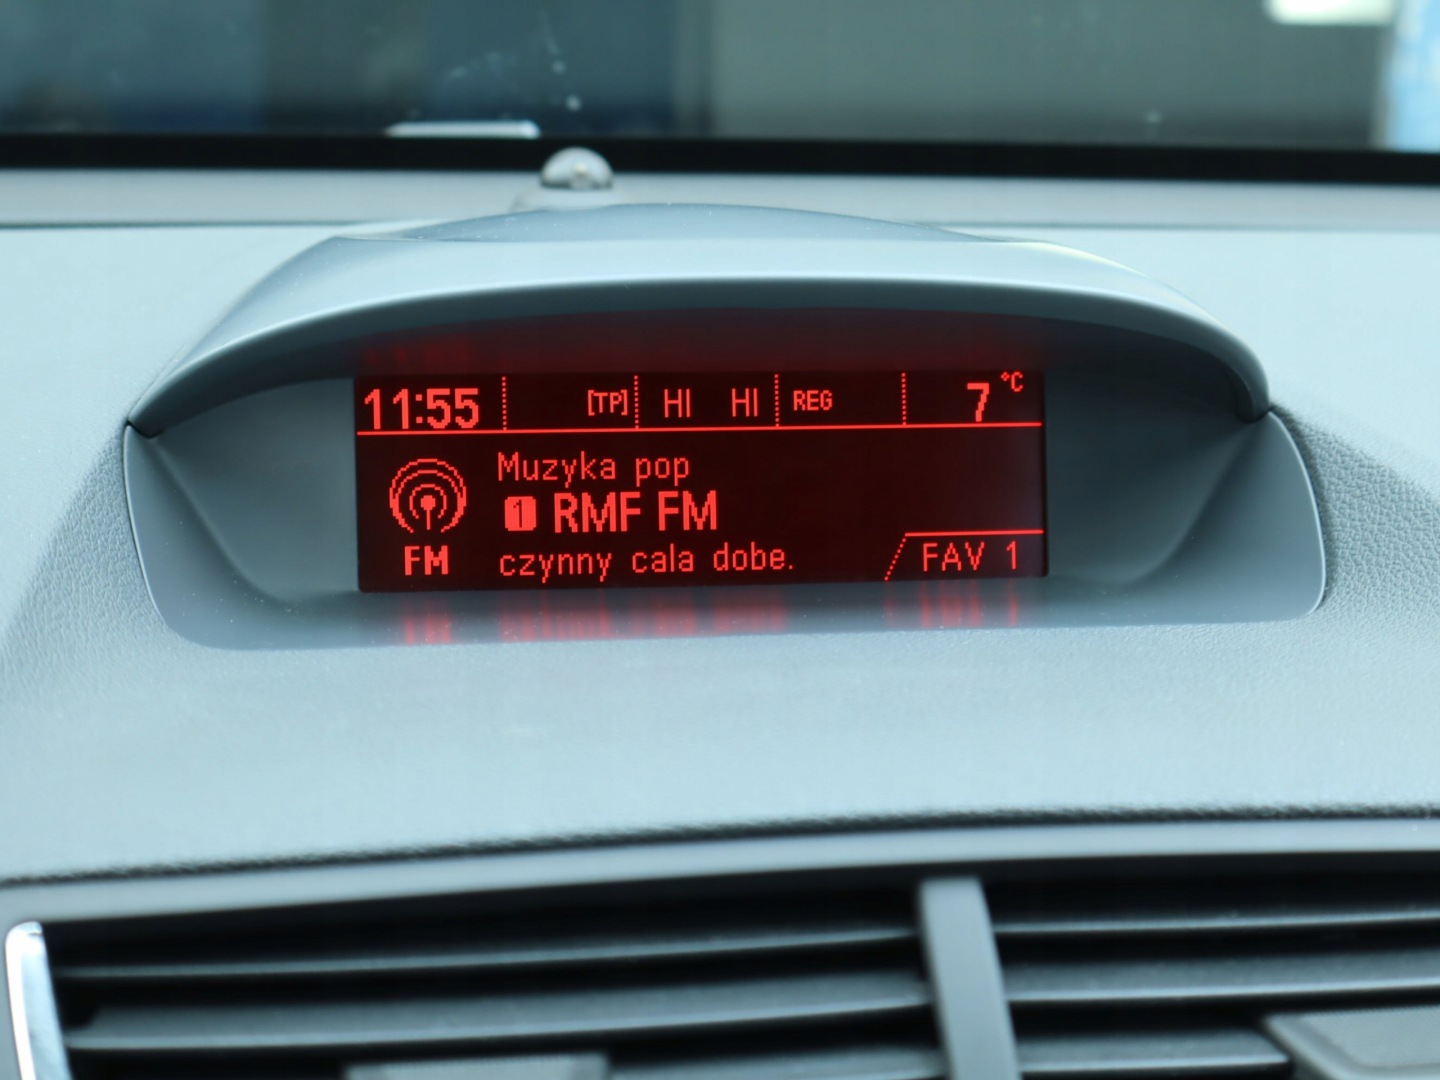 11:55 [TP] HI HI REG 7 °C
Muzyka pop
1 RMF FM
FM czynny cala dobe. FAV 1